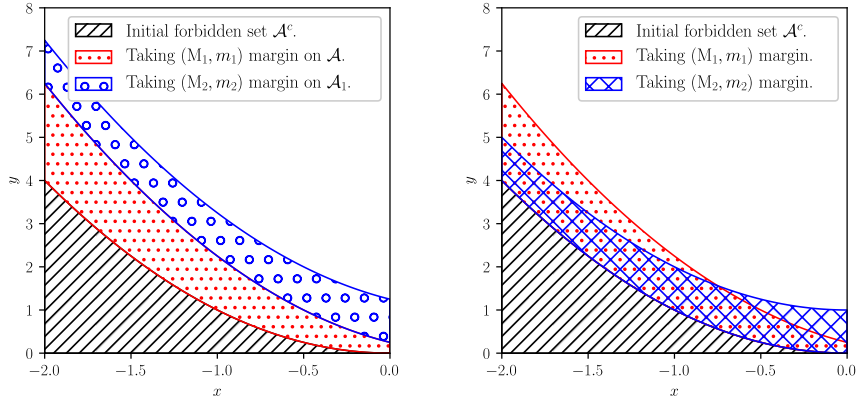 8
7
6
5
4
3
2
1
0
y
−2.0 −1.5 −1.0 −0.5 0.0
x
Initial forbidden set 𝒜ᶜ.
Taking (M₁, m₁) margin on 𝒜.
Taking (M₂, m₂) margin on 𝒜₁.
8
7
6
5
4
3
2
1
0
y
−2.0 −1.5 −1.0 −0.5 0.0
x
Initial forbidden set 𝒜ᶜ.
Taking (M₁, m₁) margin.
Taking (M₂, m₂) margin.